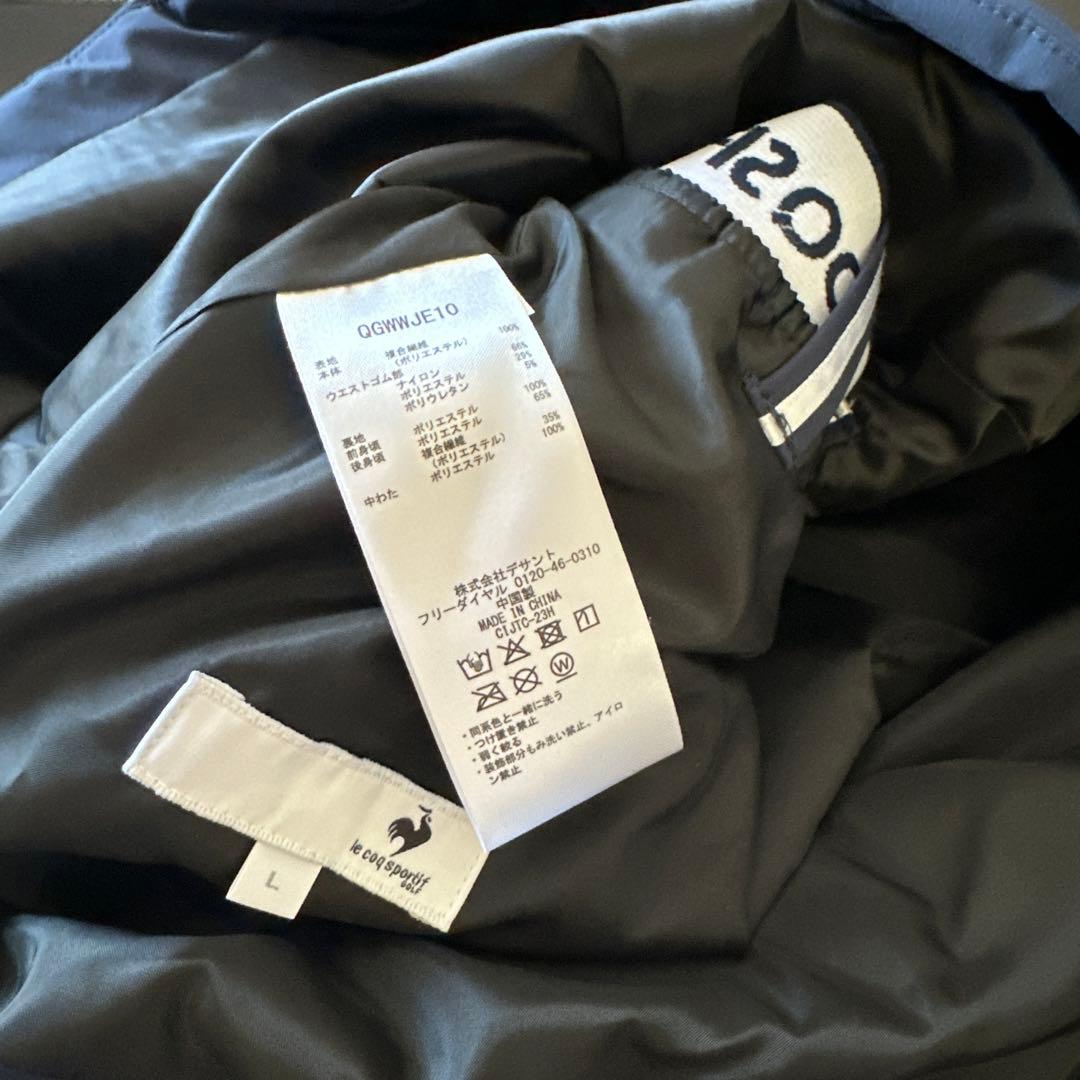 OSH
QGWWJE10
表地
本体 複合繊維 100%
(ポリエステル)
ウエストゴム部 ナイロン 66%
ポリエステル 29%
ポリウレタン 5%
裏地
前身頃 ポリエステル 100%
後身頃 ポリエステル 65%
複合繊維 35%
(ポリエステル)
中わた ポリエステル 100%
株式会社デサント
フリーダイヤル 0120-46-0310
中国製
MADE IN CHINA
CIJTC-23H
W
・同系色と一緒に洗う
・つけ置き禁止
・弱く絞る
・装飾部分もみ洗い禁止、アイロ
ン禁止
le coq sportif
GOLF
L